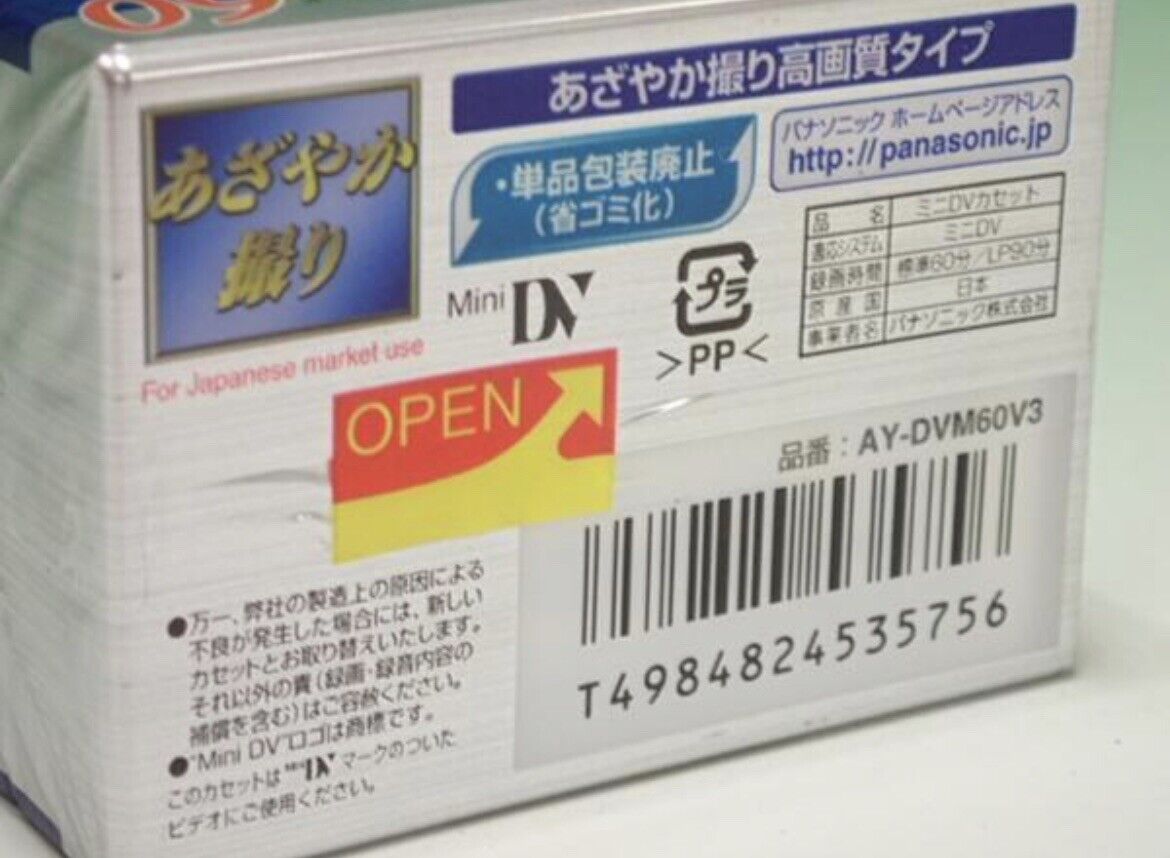 あざやか
撮り
For Japanese market use
あざやか撮り高画質タイプ
・単品包装廃止
(省ゴミ化)
パナソニック ホームページアドレス
http://panasonic.jp
Mini DV
プラ
>PP<
品名 ミニDVカセット
適応システム ミニDV
録画時間 標準60分/LP90分
原産国 日本
事業者名 パナソニック株式会社
OPEN
品番:AY-DVM60V3
T4984824535756
●万一、弊社の製造上の原因による
不良が発生した場合には、新しい
カセットとお取り替えいたします。
それ以外の責(録画・録音内容の
補償を含む)はご容赦ください。
●"Mini DV"ロゴは商標です。
このカセットは Mini DV マークのついた
ビデオにご使用ください。